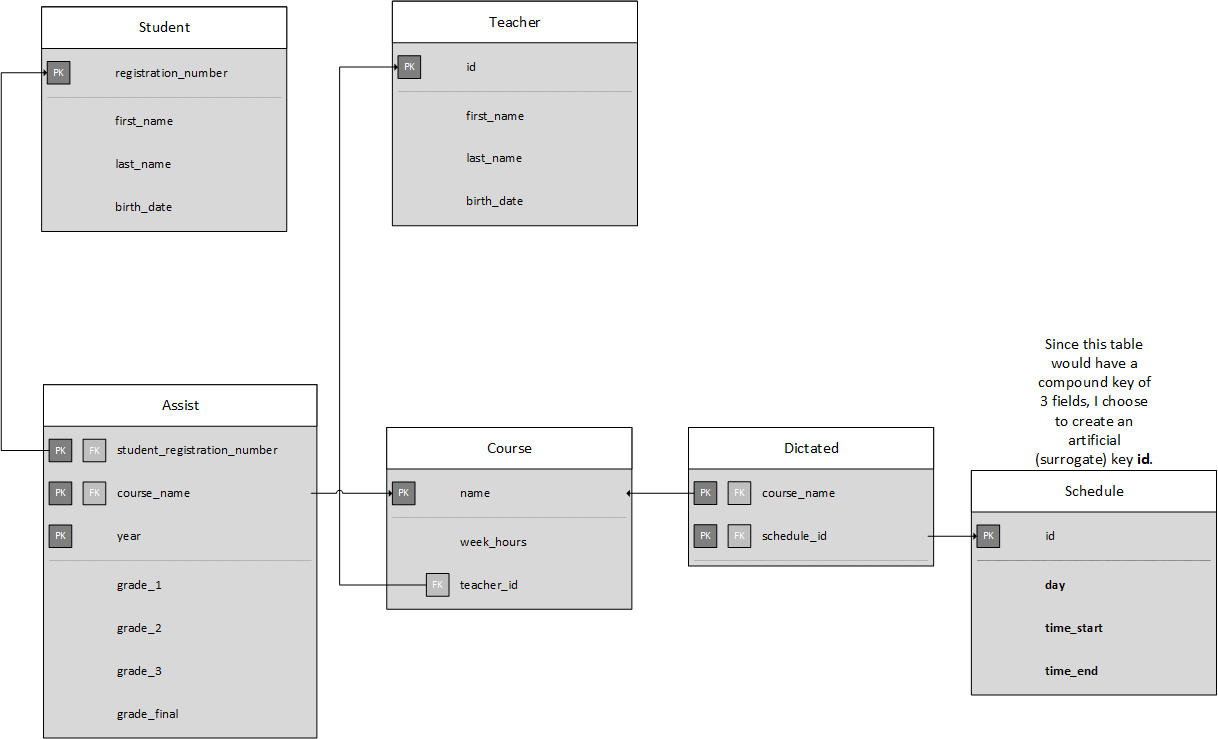 Student
PK registration_number
first_name
last_name
birth_date
Teacher
PK id
first_name
last_name
birth_date
Assist
PK FK student_registration_number
PK FK course_name
PK year
grade_1
grade_2
grade_3
grade_final
Course
PK name
week_hours
FK teacher_id
Dictated
PK FK course_name
PK FK schedule_id
Since this table
would have a
compound key of
3 fields, I choose
to create an
artificial
(surrogate) key id.
Schedule
PK id
day
time_start
time_end